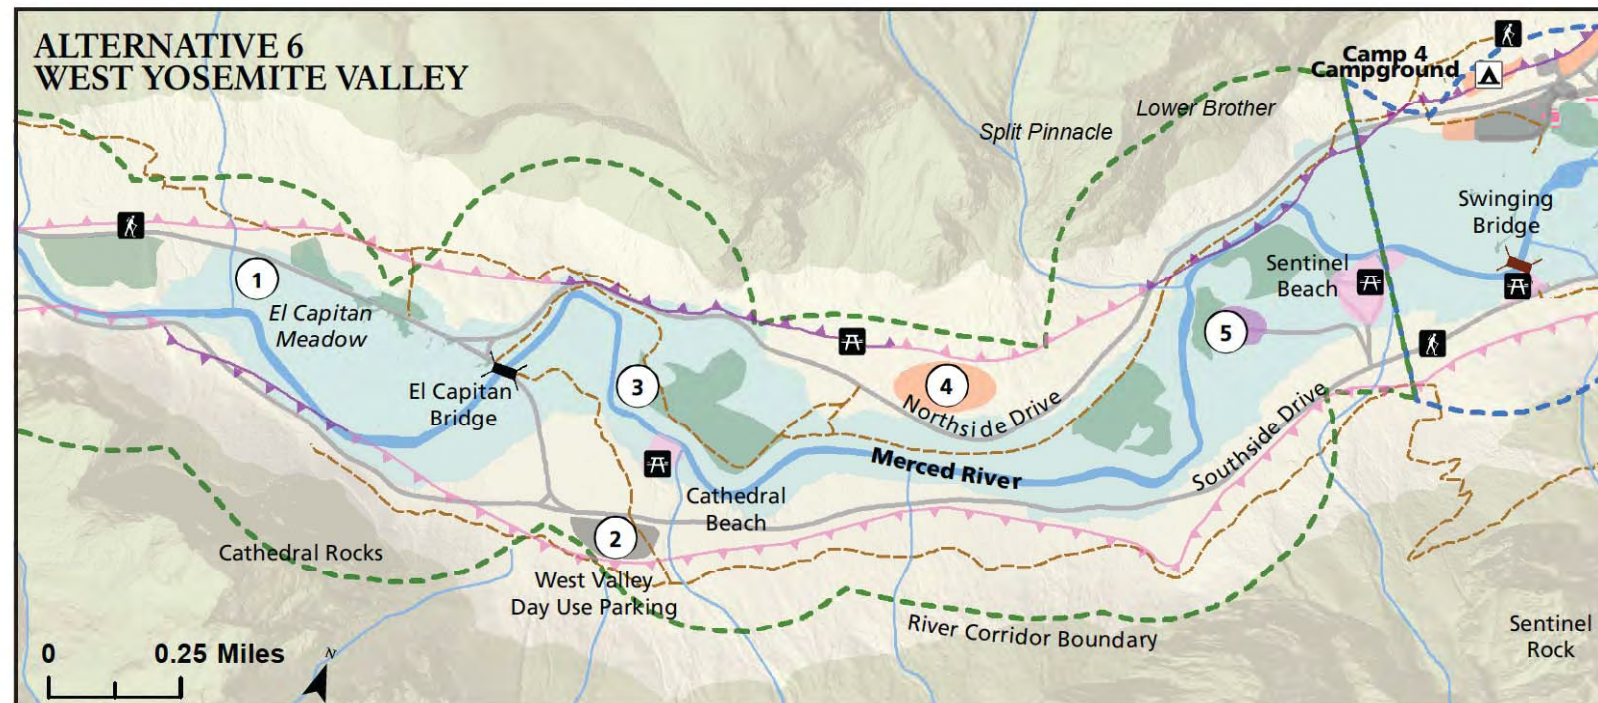 ALTERNATIVE 6
WEST YOSEMITE VALLEY
Camp 4
Campground
Lower Brother
Split Pinnacle
Swinging
Bridge
Sentinel
Beach
1
El Capitan
Meadow
5
El Capitan
Bridge
3
4
Northside Drive
Southside Drive
Merced River
Cathedral
Beach
2
Cathedral Rocks
West Valley
Day Use Parking
River Corridor Boundary
Sentinel
Rock
0 0.25 Miles
N